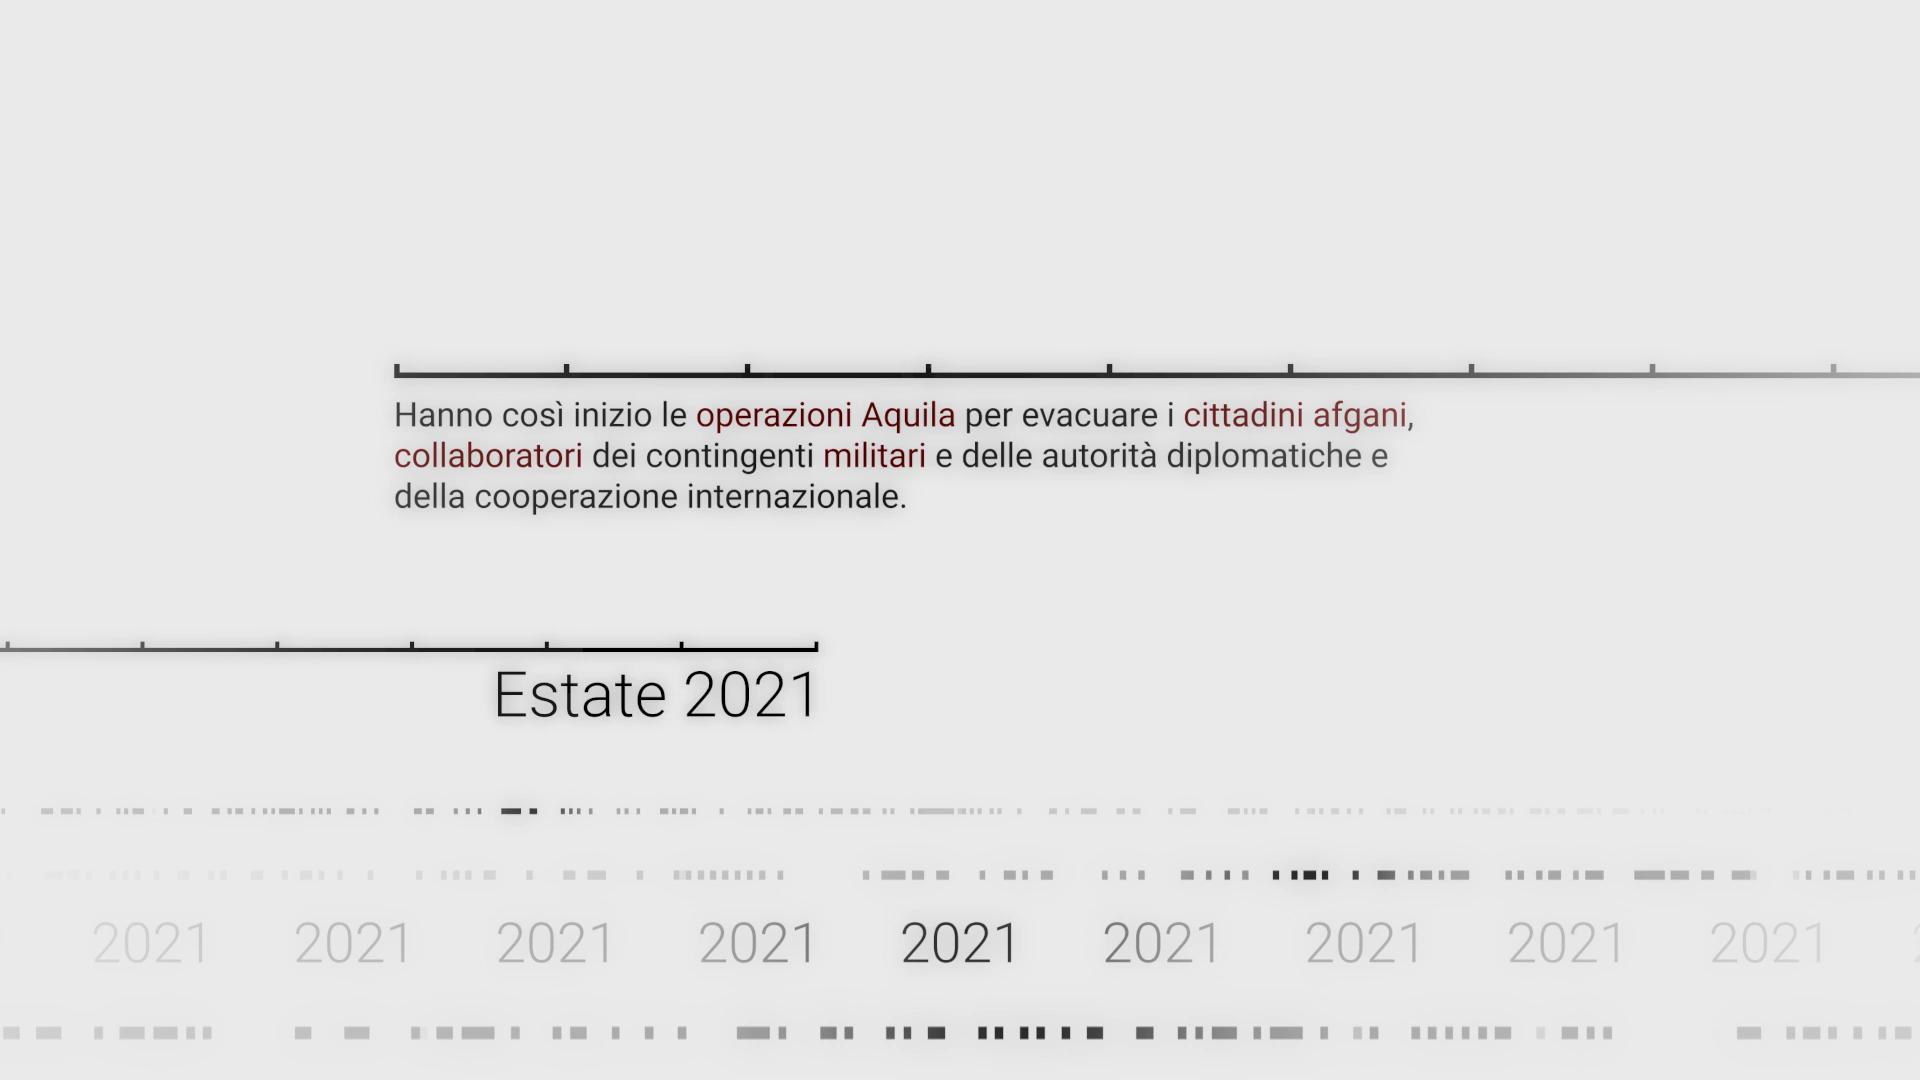 Hanno così inizio le operazioni Aquila per evacuare i cittadini afgani,
collaboratori dei contingenti militari e delle autorità diplomatiche e
della cooperazione internazionale.
Estate 2021
2021 2021 2021 2021 2021 2021 2021 2021 2021